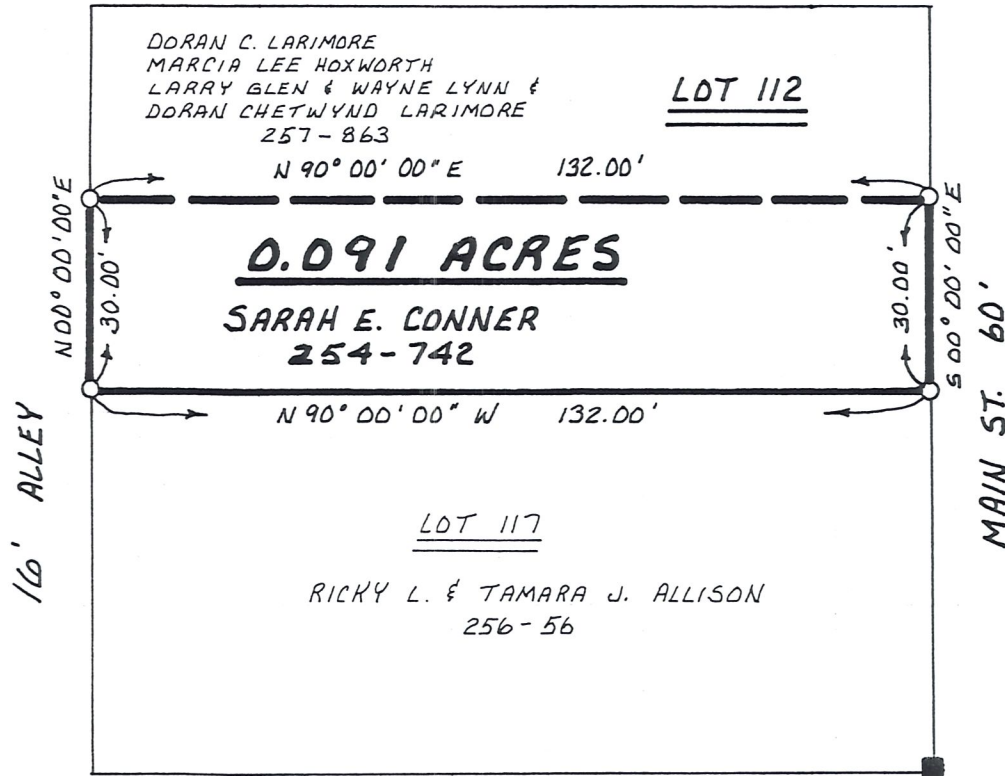 DORAN C. LARIMORE
MARCIA LEE HOXWORTH
LARRY GLEN & WAYNE LYNN &
DORAN CHETWYND LARIMORE
257-863
LOT 112
N 90° 00' 00" E 132.00'
N 00° 00' 00" E
30.00'
0.091 ACRES
SARAH E. CONNER
254-742
30.00'
S 00° 00' 00" E
N 90° 00' 00" W 132.00'
16' ALLEY
MAIN ST. 60'
LOT 117
RICKY L. & TAMARA J. ALLISON
256-56